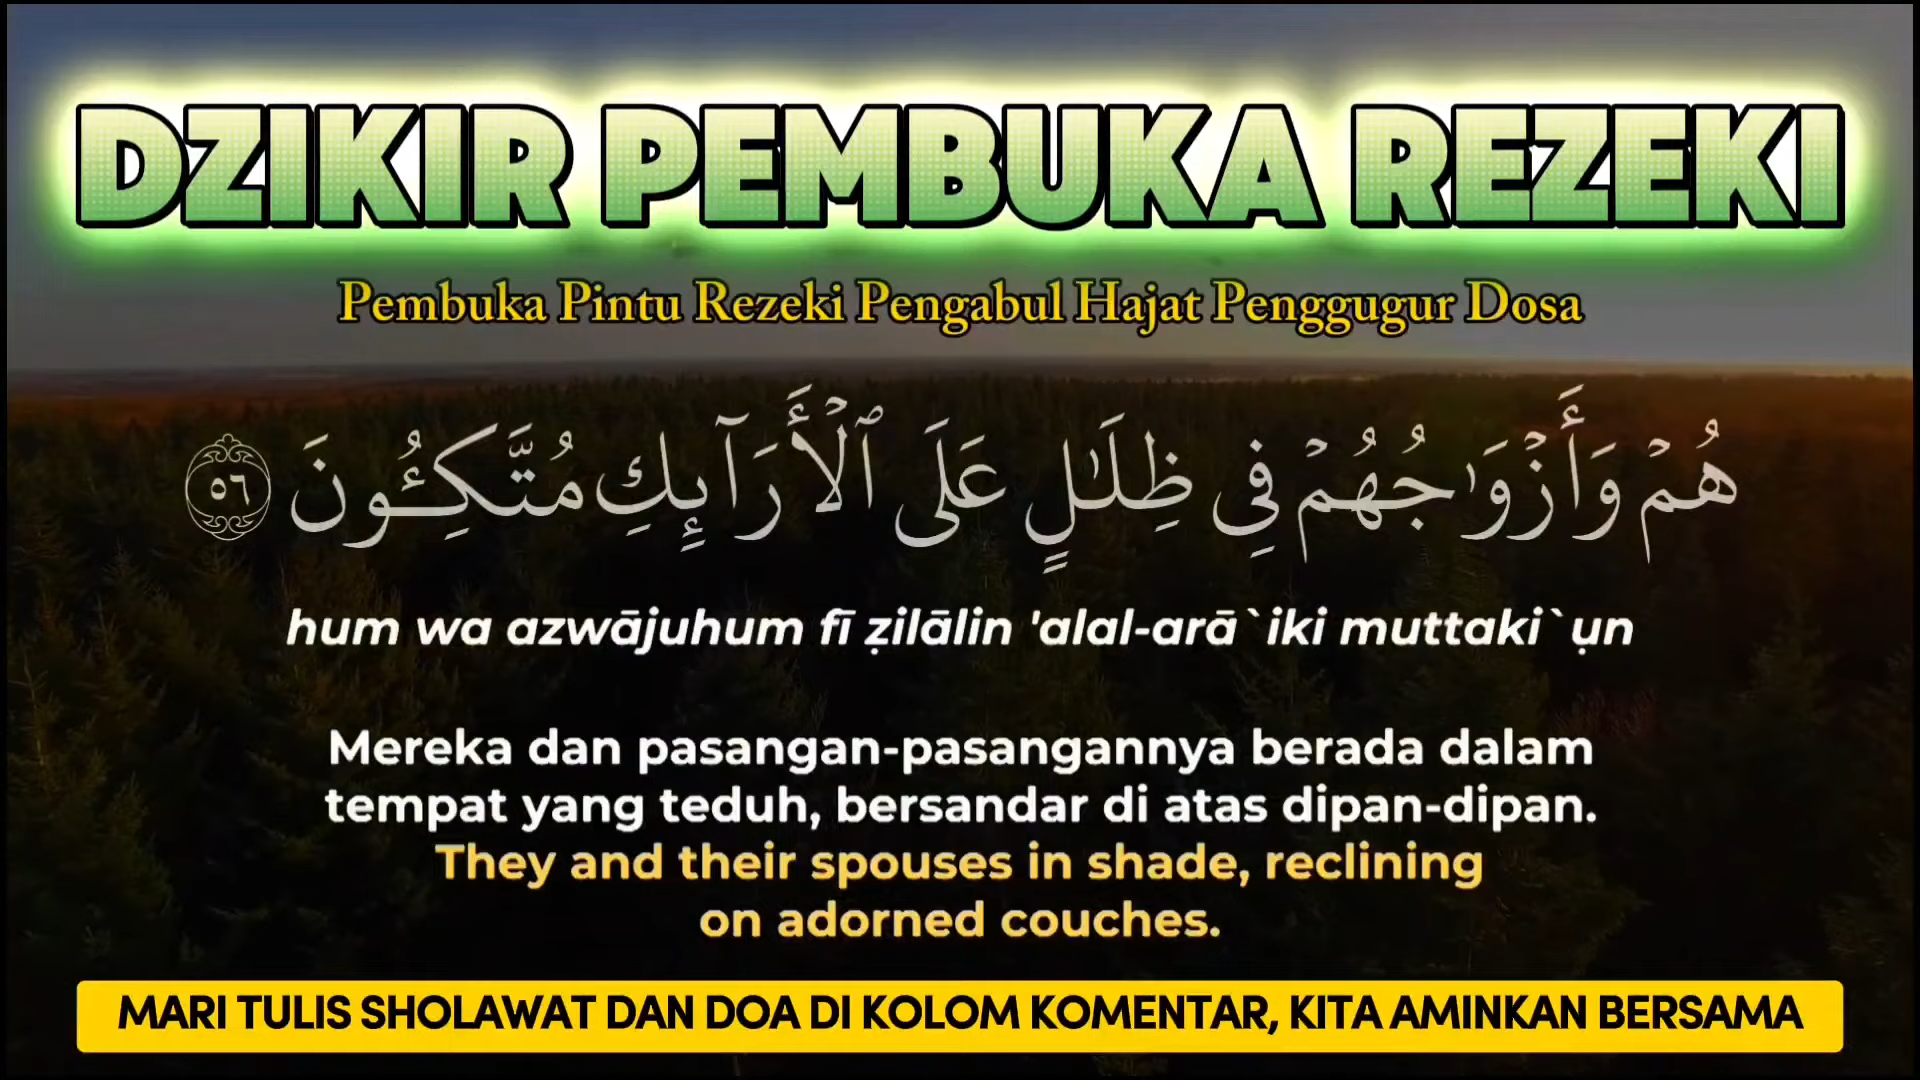 DZIKIR PEMBUKA REZEKI
Pembuka Pintu Rezeki Pengabul Hajat Penggugur Dosa
هُمْ وَأَزْوَٰجُهُمْ فِى ظِلَـٰلٍ عَلَى ٱلْأَرَآئِكِ مُتَّكِـُٔونَ ٥٦
hum wa azwājuhum fī ẓilālin 'alal-arā`iki muttaki`ụn
Mereka dan pasangan-pasangannya berada dalam
tempat yang teduh, bersandar di atas dipan-dipan.
They and their spouses in shade, reclining
on adorned couches.
MARI TULIS SHOLAWAT DAN DOA DI KOLOM KOMENTAR, KITA AMINKAN BERSAMA